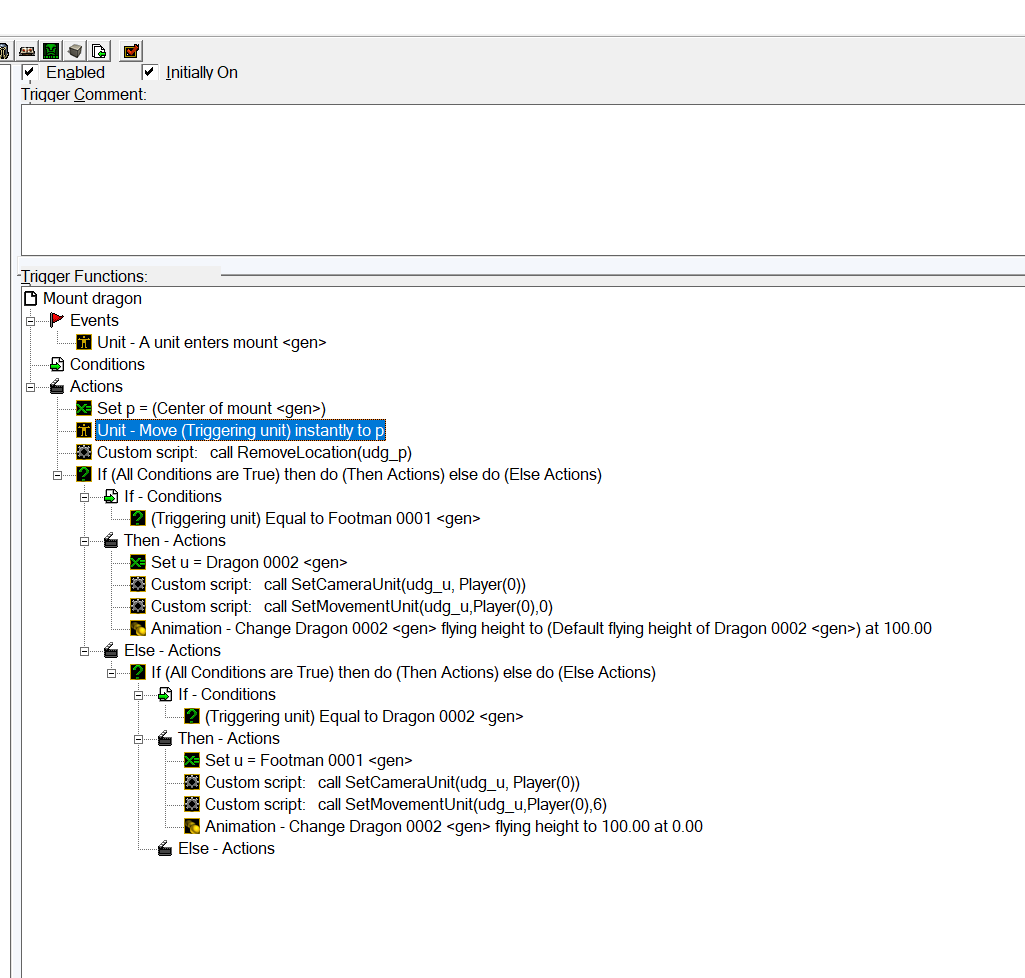 Enabled Initially On
Trigger Comment:
Trigger Functions:
Mount dragon
Events
Unit - A unit enters mount <gen>
Conditions
Actions
Set p = (Center of mount <gen>)
Unit - Move (Triggering unit) instantly to p
Custom script: call RemoveLocation(udg_p)
If (All Conditions are True) then do (Then Actions) else do (Else Actions)
If - Conditions
(Triggering unit) Equal to Footman 0001 <gen>
Then - Actions
Set u = Dragon 0002 <gen>
Custom script: call SetCameraUnit(udg_u, Player(0))
Custom script: call SetMovementUnit(udg_u,Player(0),0)
Animation - Change Dragon 0002 <gen> flying height to (Default flying height of Dragon 0002 <gen>) at 100.00
Else - Actions
If (All Conditions are True) then do (Then Actions) else do (Else Actions)
If - Conditions
(Triggering unit) Equal to Dragon 0002 <gen>
Then - Actions
Set u = Footman 0001 <gen>
Custom script: call SetCameraUnit(udg_u, Player(0))
Custom script: call SetMovementUnit(udg_u,Player(0),6)
Animation - Change Dragon 0002 <gen> flying height to 100.00 at 0.00
Else - Actions